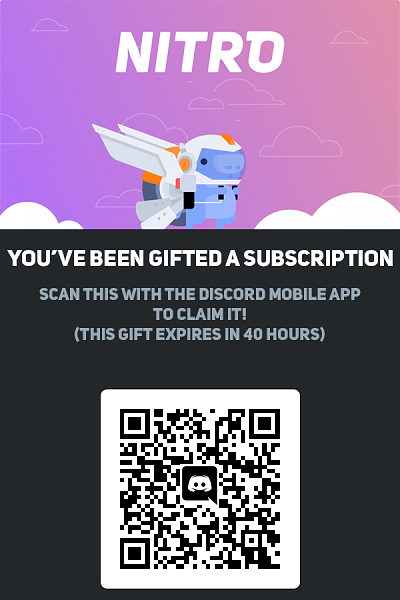 NITRO
YOU'VE BEEN GIFTED A SUBSCRIPTION
SCAN THIS WITH THE DISCORD MOBILE APP
TO CLAIM IT!
(THIS GIFT EXPIRES IN 40 HOURS)